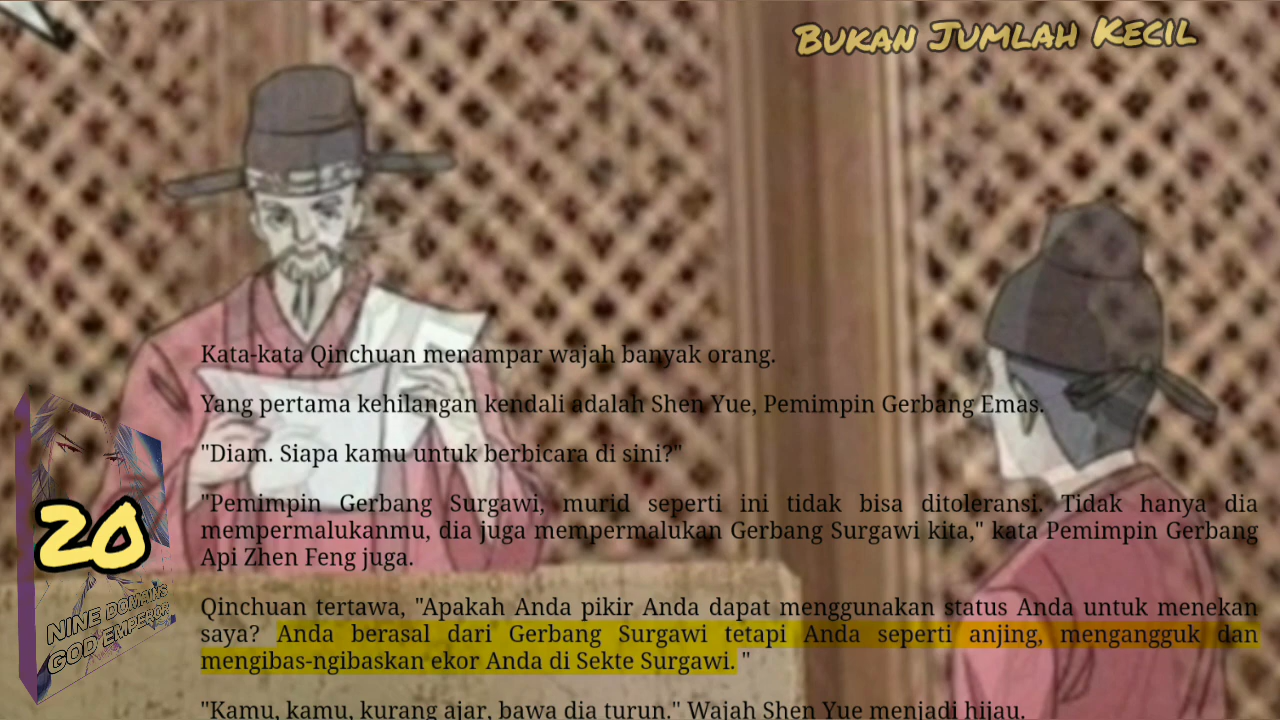 Bukan Jumlah Kecil
Kata-kata Qinchuan menampar wajah banyak orang.
Yang pertama kehilangan kendali adalah Shen Yue, Pemimpin Gerbang Emas.
"Diam. Siapa kamu untuk berbicara di sini?"
"Pemimpin Gerbang Surgawi, murid seperti ini tidak bisa ditoleransi. Tidak hanya dia
mempermalukanmu, dia juga mempermalukan Gerbang Surgawi kita," kata Pemimpin Gerbang
Api Zhen Feng juga.
Qinchuan tertawa, "Apakah Anda pikir Anda dapat menggunakan status Anda untuk menekan
saya? Anda berasal dari Gerbang Surgawi tetapi Anda seperti anjing, mengangguk dan
mengibas-ngibaskan ekor Anda di Sekte Surgawi. "
"Kamu, kamu, kurang ajar, bawa dia turun." Wajah Shen Yue menjadi hijau.
20
NINE DOMAINS
GOD EMPEROR